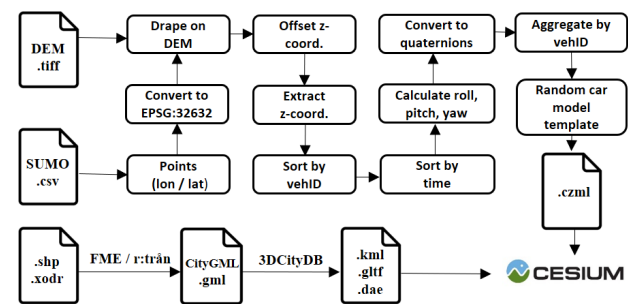 DEM
.tiff
Drape on
DEM
Offset z-
coord.
Convert to
quaternions
Aggregate by
vehID
Convert to
EPSG:32632
Extract
z-coord.
Calculate roll,
pitch, yaw
Random car
model
template
SUMO
.csv
Points
(lon / lat)
Sort by
vehID
Sort by
time
.czml
.shp
.xodr
FME / r:trån
CityGML
.gml
3DCityDB
.kml
.gltf
.dae
CESIUM